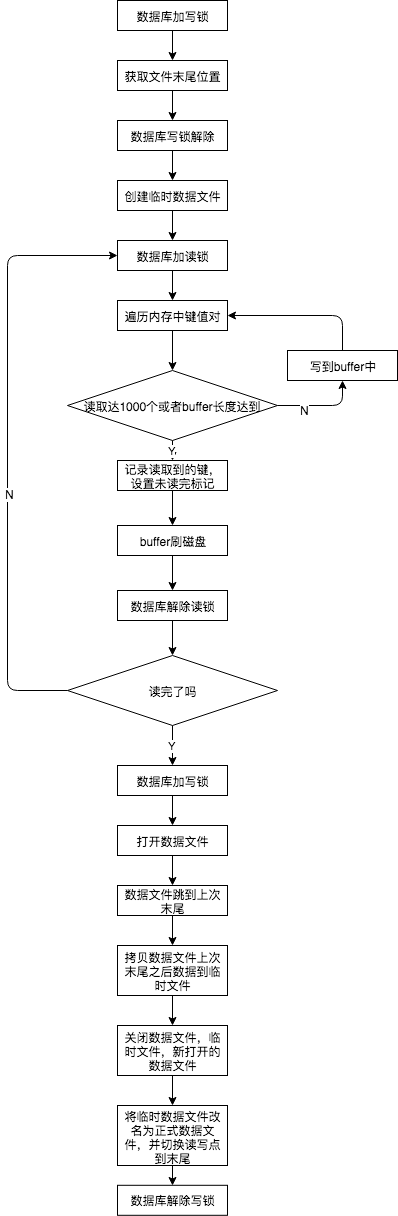 数据库加写锁
获取文件末尾位置
数据库写锁解除
创建临时数据文件
数据库加读锁
遍历内存中键值对
写到buffer中
读取达1000个或者buffer长度达到
N
Y,
记录读取到的键，
设置未读完标记
N
buffer刷磁盘
数据库解除读锁
读完了吗
Y
数据库加写锁
打开数据文件
数据文件跳到上次
末尾
拷贝数据文件上次
末尾之后数据到临
时文件
关闭数据文件，临
时文件，新打开的
数据文件
将临时数据文件改
名为正式数据文
件，并切换读写点
到末尾
数据库解除写锁